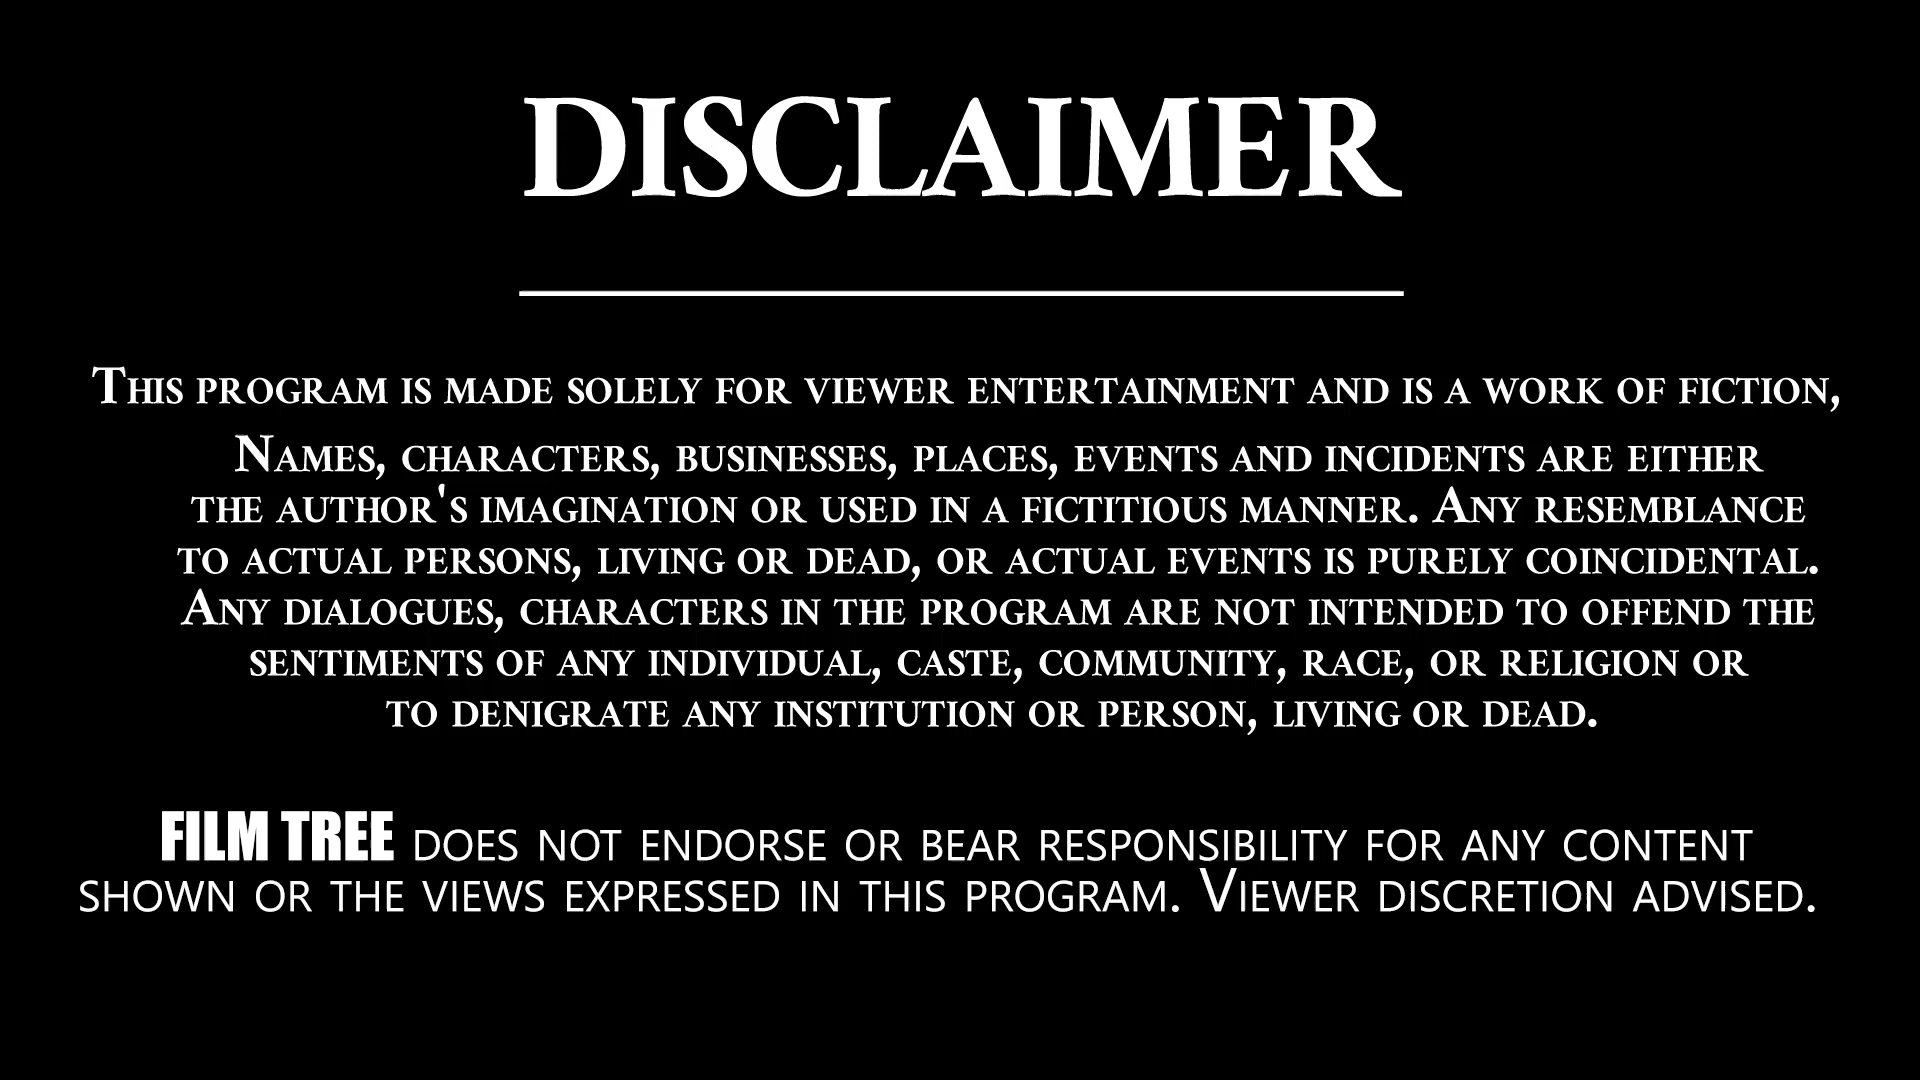 DISCLAIMER
This program is made solely for viewer entertainment and is a work of fiction,
Names, characters, businesses, places, events and incidents are either
the author's imagination or used in a fictitious manner. Any resemblance
to actual persons, living or dead, or actual events is purely coincidental.
Any dialogues, characters in the program are not intended to offend the
sentiments of any individual, caste, community, race, or religion or
to denigrate any institution or person, living or dead.
FILM TREE does not endorse or bear responsibility for any content
shown or the views expressed in this program. Viewer discretion advised.